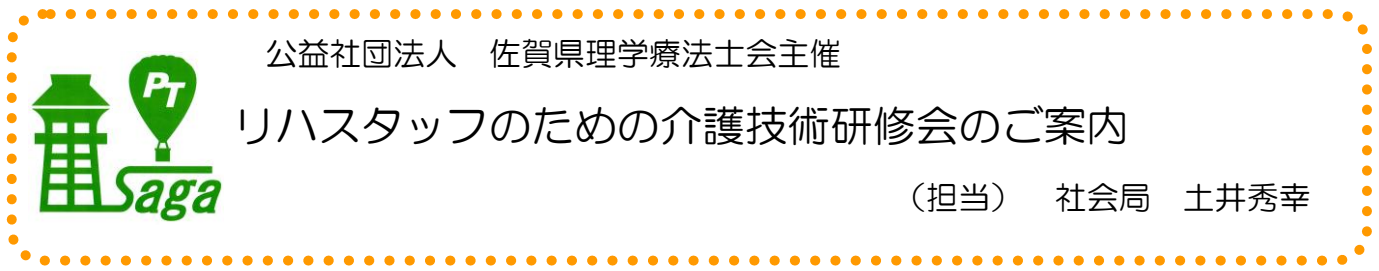 公益社団法人　佐賀県理学療法士会主催
PT
リハスタッフのための介護技術研修会のご案内
Saga
（担当）　社会局　土井秀幸